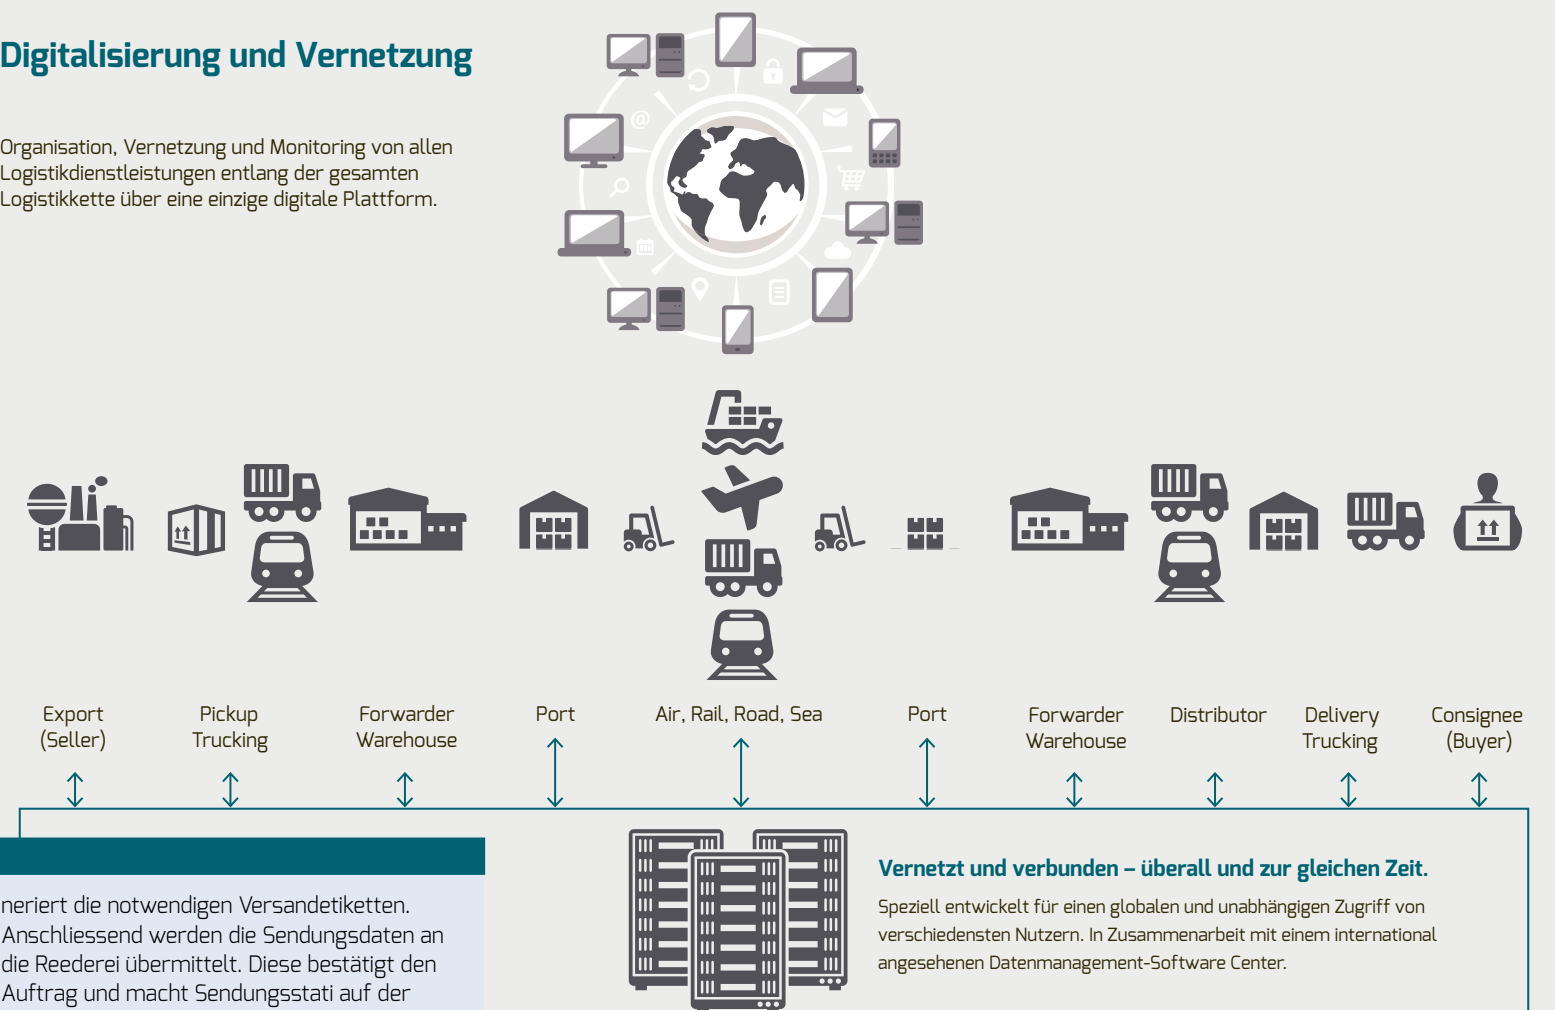 Digitalisierung und Vernetzung
Organisation, Vernetzung und Monitoring von allen
Logistikdienstleistungen entlang der gesamten
Logistikkette über eine einzige digitale Plattform.
@
Export
(Seller)
Pickup
Trucking
Forwarder
Warehouse
Port
Air, Rail, Road, Sea
Port
Forwarder
Warehouse
Distributor
Delivery
Trucking
Consignee
(Buyer)
neriert die notwendigen Versandetiketten.
Anschliessend werden die Sendungsdaten an
die Reederei übermittelt. Diese bestätigt den
Auftrag und macht Sendungsstati auf der
Vernetzt und verbunden – überall und zur gleichen Zeit.
Speziell entwickelt für einen globalen und unabhängigen Zugriff von
verschiedensten Nutzern. In Zusammenarbeit mit einem international
angesehenen Datenmanagement-Software Center.